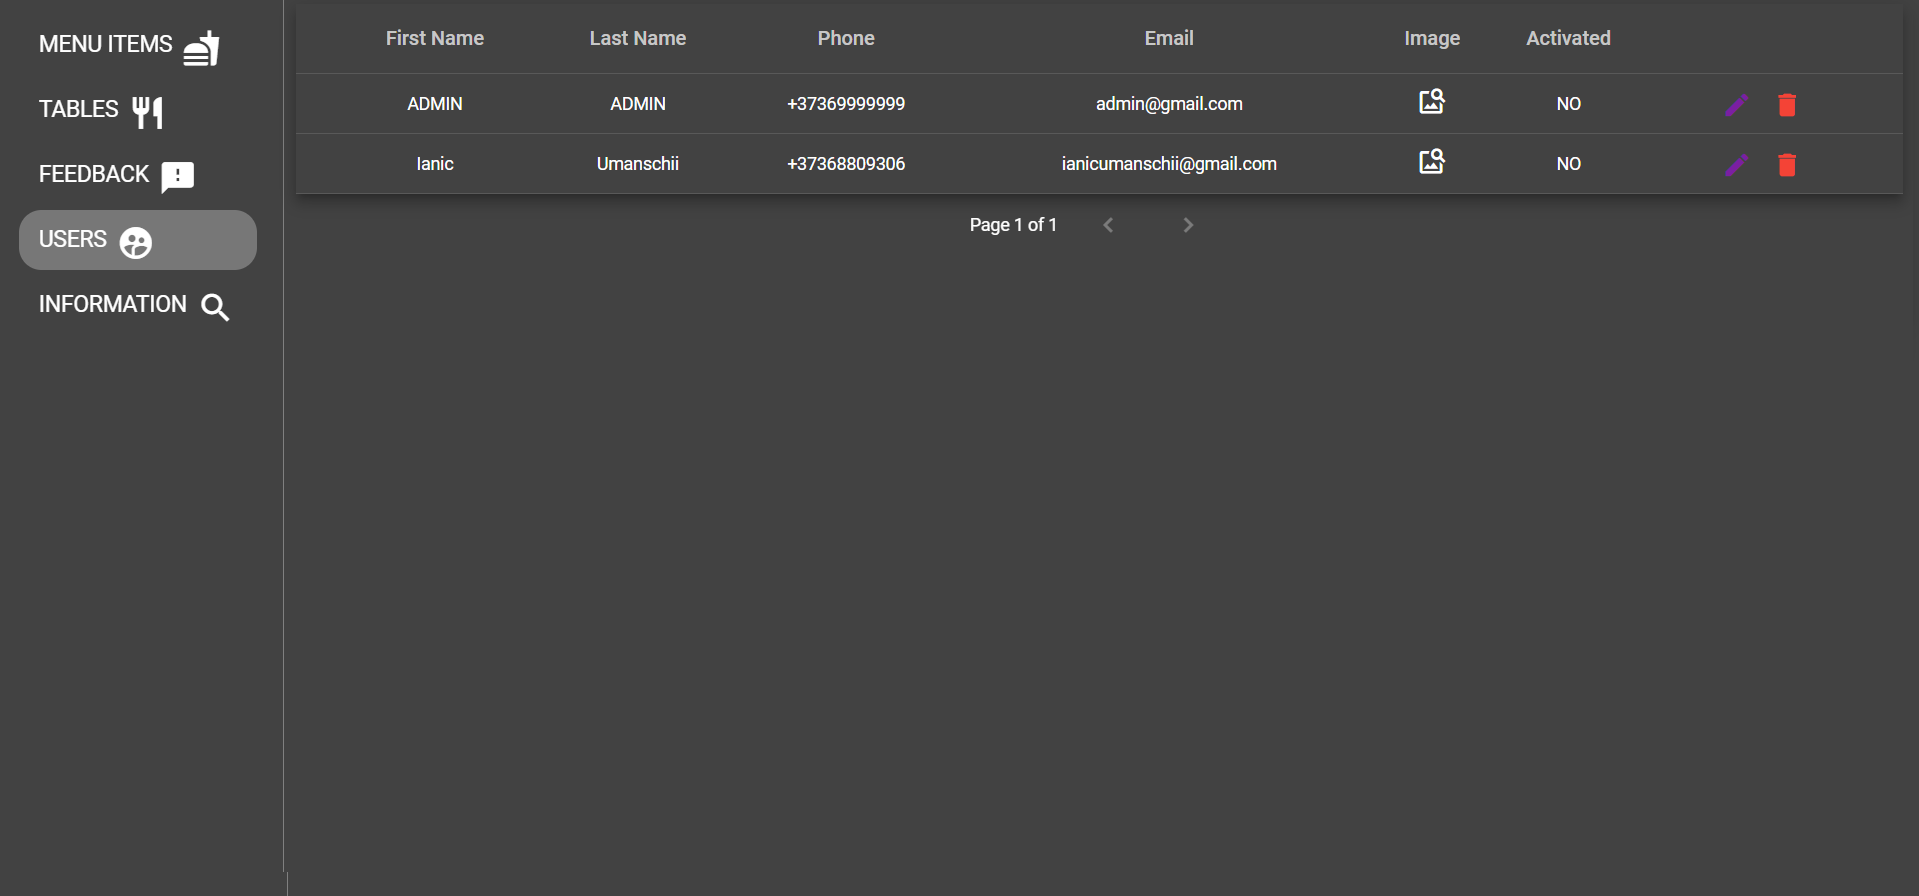 MENU ITEMS
TABLES
FEEDBACK
USERS
INFORMATION
First Name Last Name Phone Email Image Activated
ADMIN ADMIN +37369999999 admin@gmail.com NO
Ianic Umanschii +37368809306 ianicumanschii@gmail.com NO
Page 1 of 1